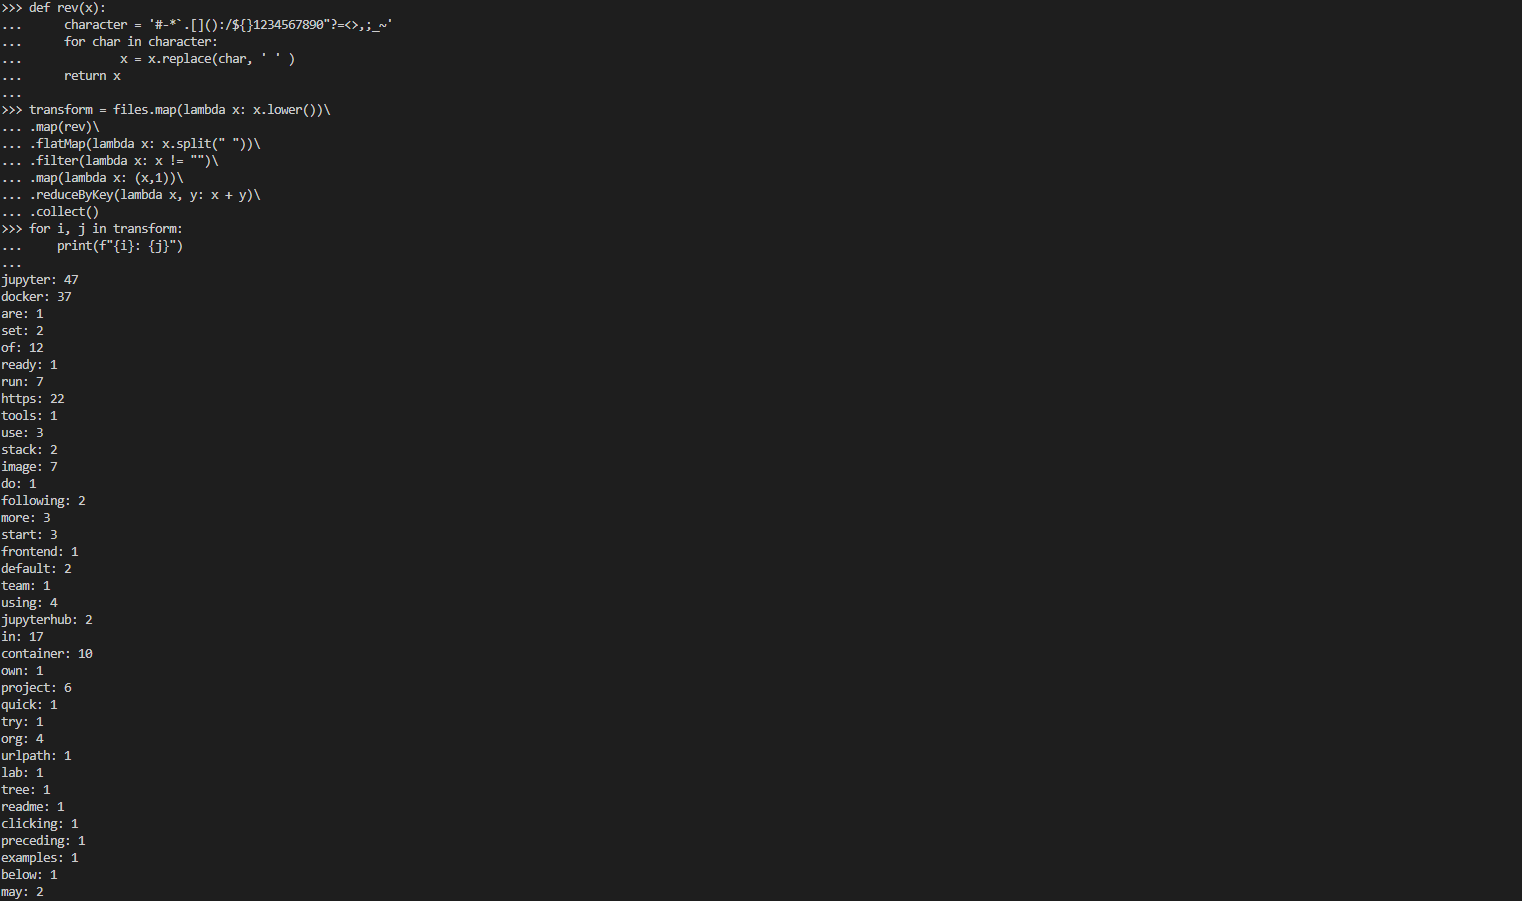 >>> def rev(x):
...      character = '#-*`.[]():/${}1234567890"?=<>,;_~'
...      for char in character:
...              x = x.replace(char, ' ' )
...      return x
...
>>> transform = files.map(lambda x: x.lower())\
... .map(rev)\
... .flatMap(lambda x: x.split(" "))\
... .filter(lambda x: x != "")\
... .map(lambda x: (x,1))\
... .reduceByKey(lambda x, y: x + y)\
... .collect()
>>> for i, j in transform:
...     print(f"{i}: {j}")
...
jupyter: 47
docker: 37
are: 1
set: 2
of: 12
ready: 1
run: 7
https: 22
tools: 1
use: 3
stack: 2
image: 7
do: 1
following: 2
more: 3
start: 3
frontend: 1
default: 2
team: 1
using: 4
jupyterhub: 2
in: 17
container: 10
own: 1
project: 6
quick: 1
try: 1
org: 4
urlpath: 1
lab: 1
tree: 1
readme: 1
clicking: 1
preceding: 1
examples: 1
below: 1
may: 2